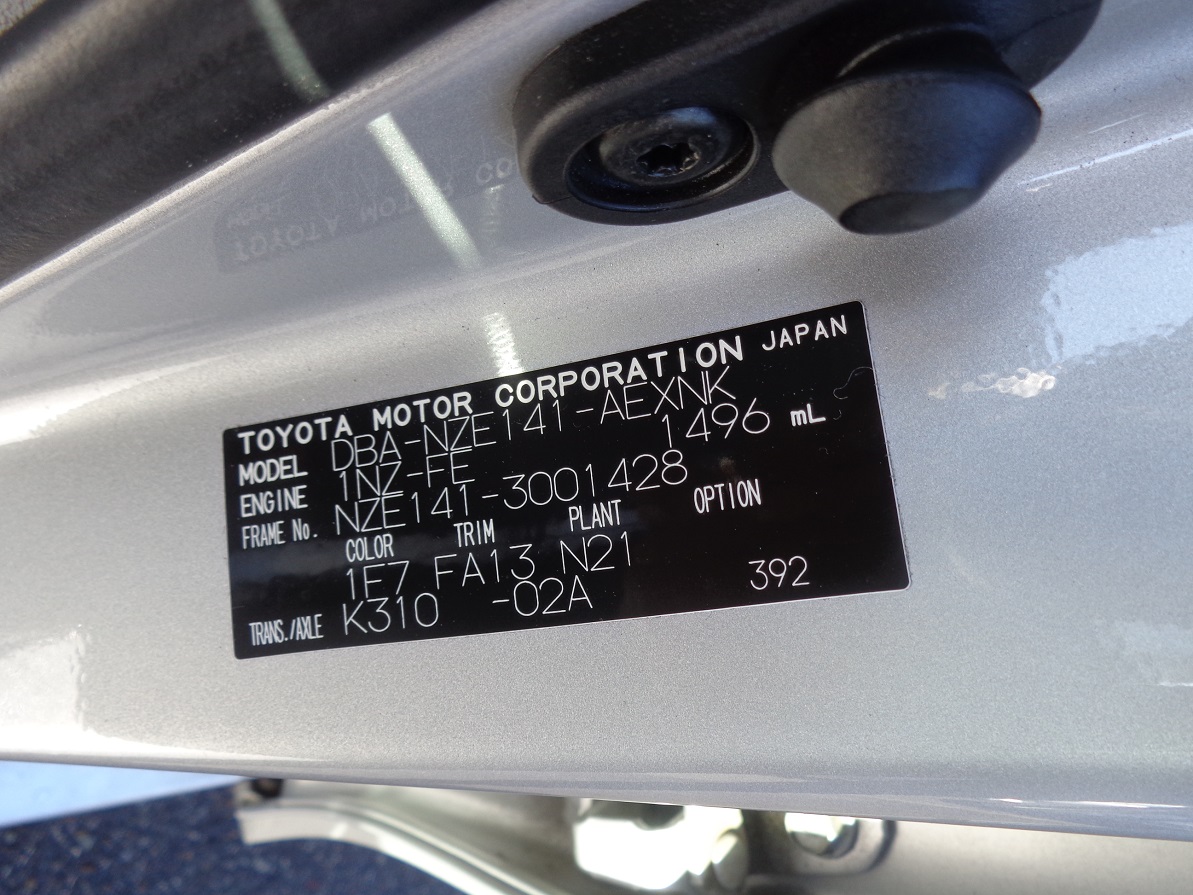 TOYOTA MOTOR CORPORATION JAPAN
MODEL DBA-NZE141-AEXNK
ENGINE 1NZ-FE 1496 mL
FRAME No. NZE141-3001428
COLOR TRIM PLANT OPTION
1F7 FA13 N21
TRANS./AXLE K310 -02A 392